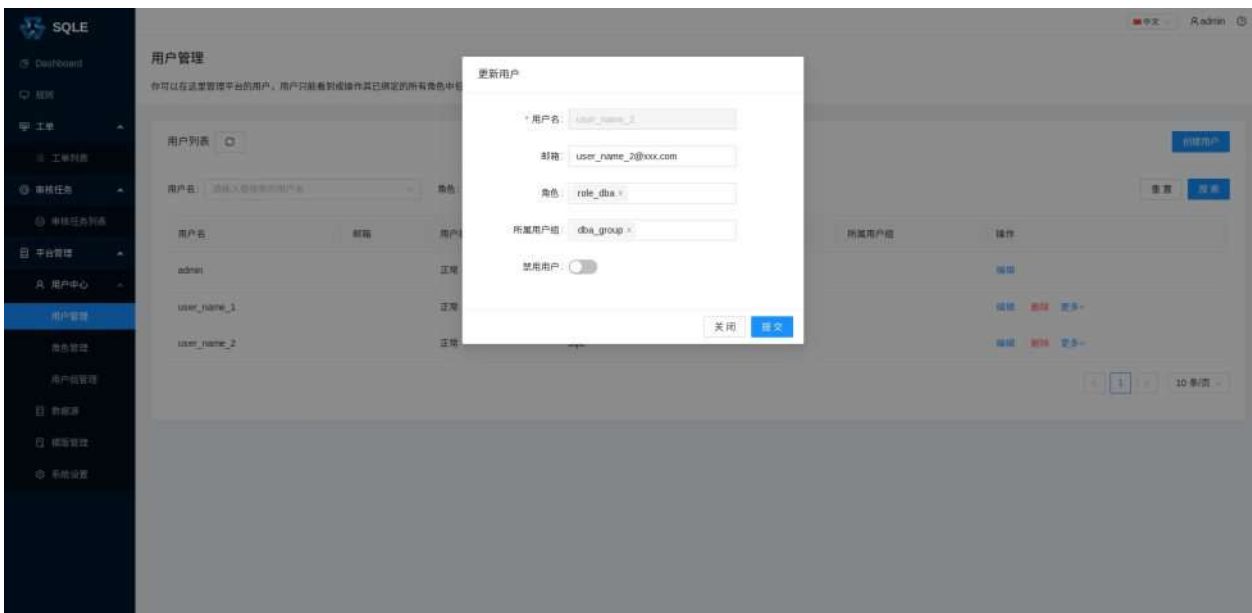 SQLE
中文
admin
Dashboard
规则
工单
工单列表
审核任务
审核任务列表
平台管理
用户中心
用户管理
角色管理
用户组管理
数据源
模版管理
系统设置
用户管理
你可以在这里管理平台的用户，用户只能看到或操作其已绑定的所有角色中
用户列表
创建用户
用户名:
角色:
重置
搜索
用户名 邮箱 所属用户组 操作
admin 正常 编辑
user_name_1 正常 编辑 删除 更多
user_name_2 正常 编辑 删除 更多
1 10 条/页
更新用户
* 用户名: user_name_2
邮箱: user_name_2@xxx.com
角色: role_dba ×
所属用户组: dba_group ×
禁用用户:
关闭 提交